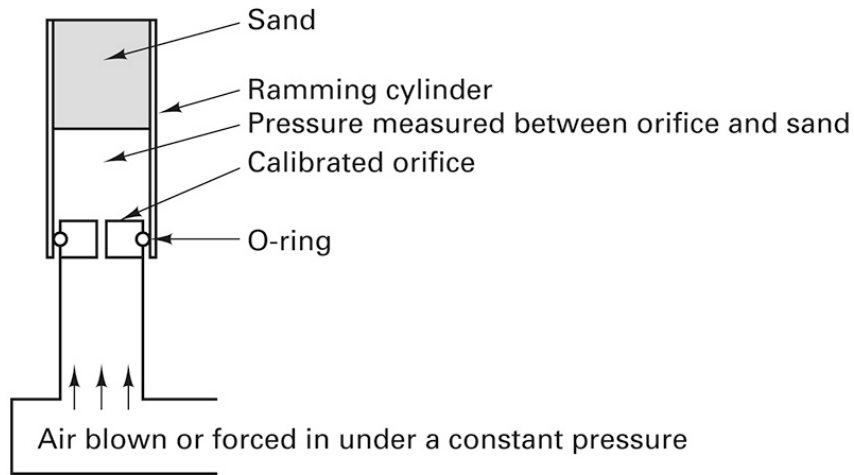 Sand
Ramming cylinder
Pressure measured between orifice and sand
Calibrated orifice
O-ring
Air blown or forced in under a constant pressure